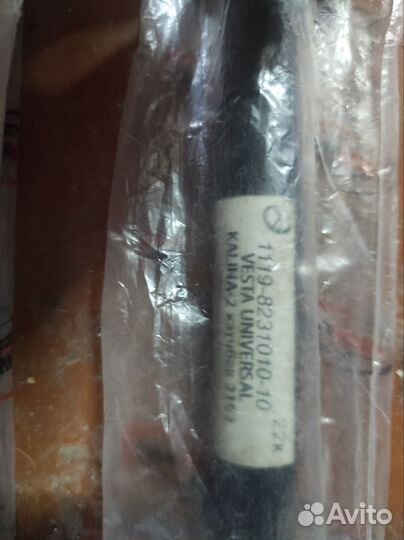 1119-8231010-10
VESTA UNIVERSAL
KALINA-2 хэтчбек 2192
22к
Avito